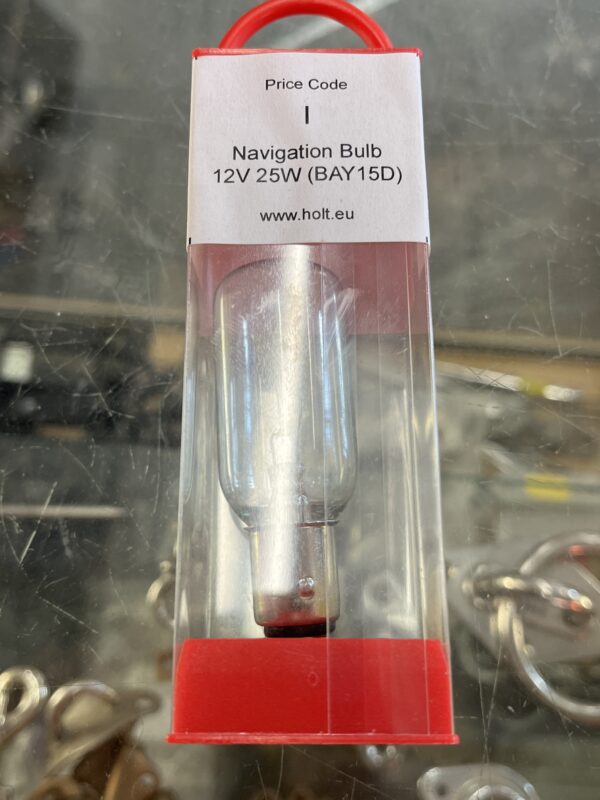 Price Code
I
Navigation Bulb
12V 25W (BAY15D)
www.holt.eu